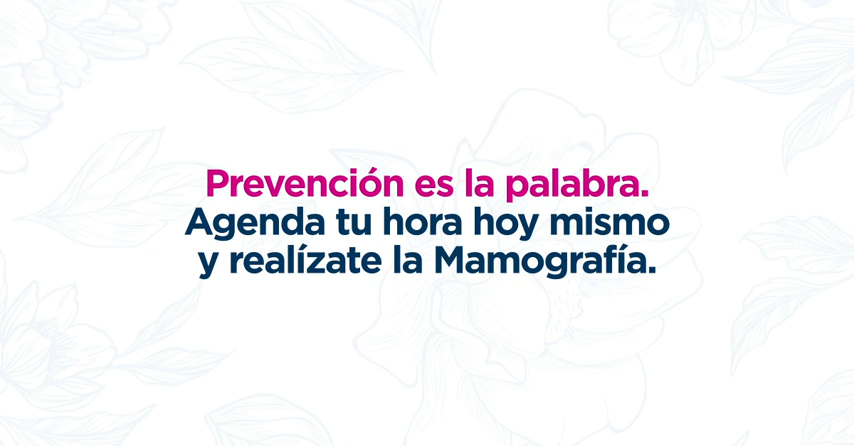 Prevención es la palabra.
Agenda tu hora hoy mismo
y realízate la Mamografía.